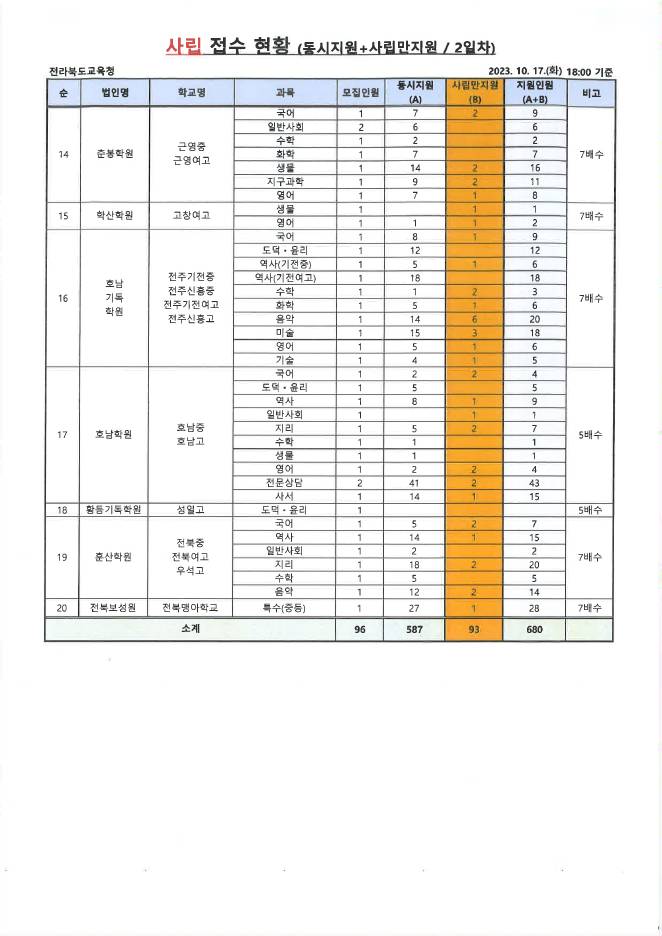 사립 접수 현황 (동시지원+사립만지원 / 2일차)
전라북도교육청 2023. 10. 17.(화) 18:00 기준
순 법인명 학교명 과목 모집인원 동시지원 (A) 사립만지원 (B) 지원인원 (A+B) 비고
14 준봉학원 근영중 근영여고 국어 1 7 2 9 7배수
일반사회 2 6 6
수학 1 2 2
화학 1 7 7
생물 1 14 2 16
지구과학 1 9 2 11
영어 1 7 1 8
15 학산학원 고창여고 생물 1 1 1 7배수
영어 1 1 1 2
16 호남 기독 학원 전주기전중 전주신흥중 전주기전여고 전주신흥고 국어 1 8 1 9 7배수
도덕·윤리 1 12 12
역사(기전중) 1 5 1 6
역사(기전여고) 1 18 18
수학 1 1 2 3
화학 1 5 1 6
음악 1 14 6 20
미술 1 15 3 18
영어 1 5 1 6
기술 1 4 1 5
17 호남학원 호남중 호남고 국어 1 2 2 4 5배수
도덕·윤리 1 5 5
역사 1 8 1 9
일반사회 1 1 1
지리 1 5 2 7
수학 1 1 1
생물 1 1 1
영어 1 2 2 4
전문상담 2 41 2 43
사서 1 14 1 15
18 황등기독학원 성일고 도덕·윤리 1 5배수
19 훈산학원 전북중 전북여고 우석고 국어 1 5 2 7 7배수
역사 1 14 1 15
일반사회 1 2 2
지리 1 18 2 20
수학 1 5 5
음악 1 12 2 14
20 전북보성원 전북맹아학교 특수(중등) 1 27 1 28 7배수
소계 96 587 93 680